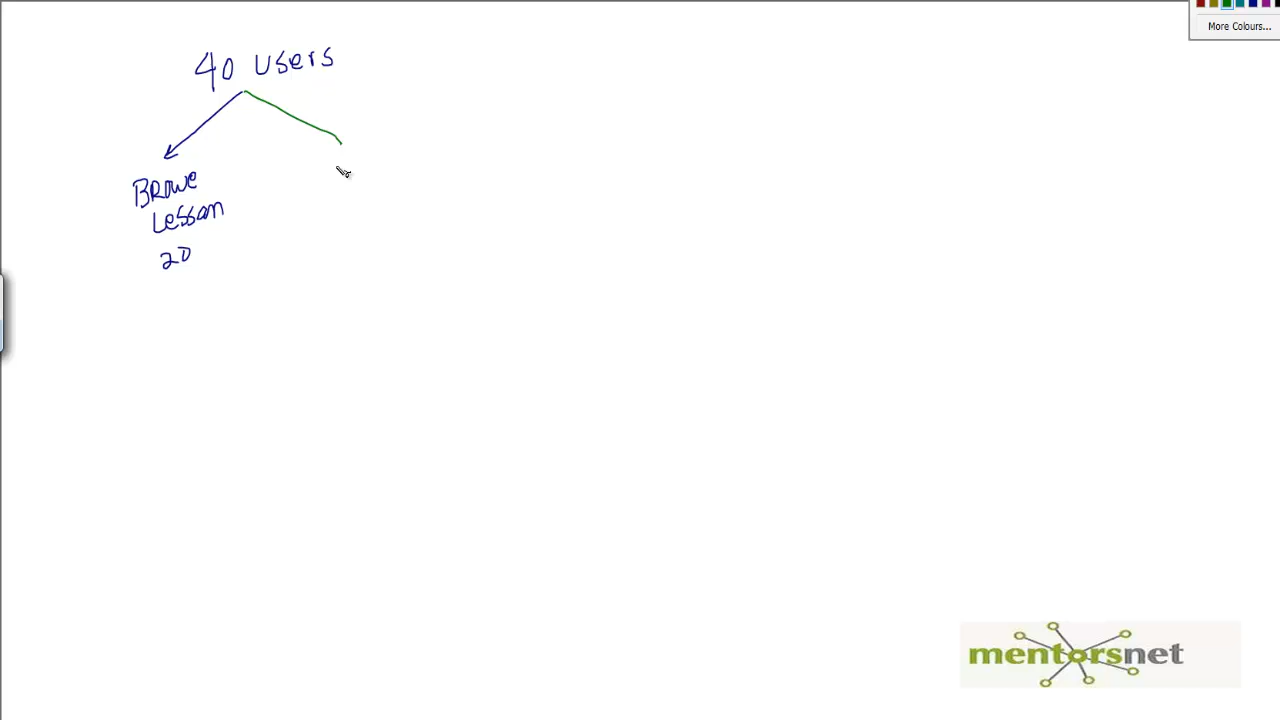 More Colours...
40 users
Browe
Lesson
20
mentorsnet